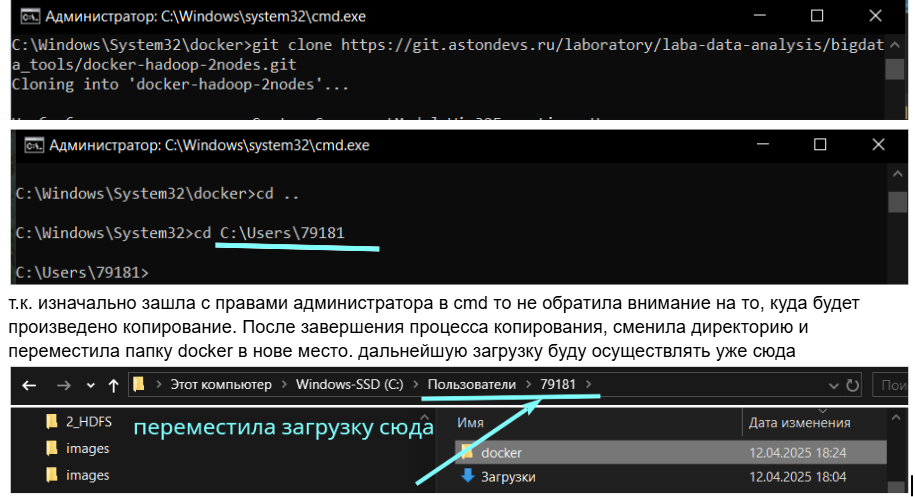 Администратор: C:\Windows\system32\cmd.exe
C:\Windows\System32\docker>git clone https://git.astondevs.ru/laboratory/laba-data-analysis/bigdat
a_tools/docker-hadoop-2nodes.git
Cloning into 'docker-hadoop-2nodes'...
Администратор: C:\Windows\system32\cmd.exe
C:\Windows\System32\docker>cd ..
C:\Windows\System32>cd C:\Users\79181
C:\Users\79181>
т.к. изначально зашла с правами администратора в cmd то не обратила внимание на то, куда будет
произведено копирование. После завершения процесса копирования, сменила директорию и
переместила папку docker в нове место. дальнейшую загрузку буду осуществлять уже сюда
Этот компьютер > Windows-SSD (C:) > Пользователи > 79181 >
Пои
2_HDFS
переместила загрузку сюда
Имя
Дата изменения
images
docker
12.04.2025 18:24
images
Загрузки
12.04.2025 18:04